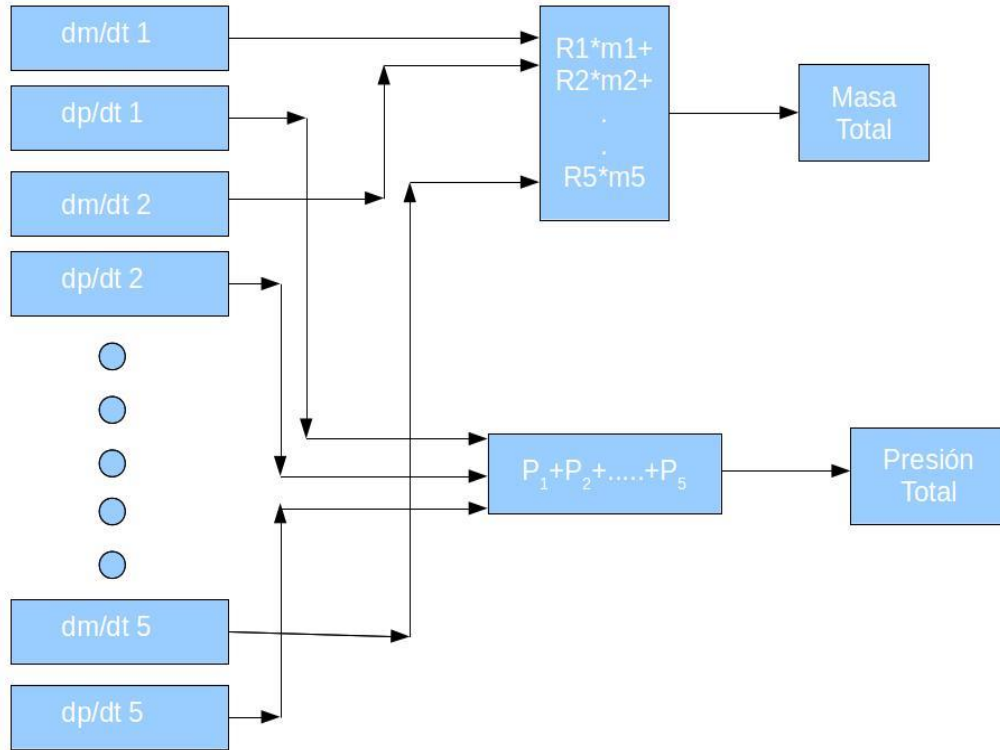 dm/dt 1
dp/dt 1
dm/dt 2
dp/dt 2
dm/dt 5
dp/dt 5
R1*m1+
R2*m2+
.
.
R5*m5
Masa
Total
P₁+P₂+.....+P₅
Presión
Total